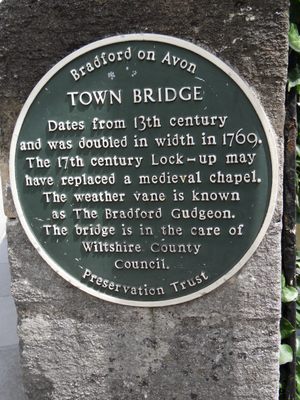 Bradford on Avon
TOWN BRIDGE
Dates from 13th century
and was doubled in width in 1769.
The 17th century Lock-up may
have replaced a medieval chapel.
The weather vane is known
as The Bradford Gudgeon.
The bridge is in the care of
Wiltshire County
Council.
Preservation Trust